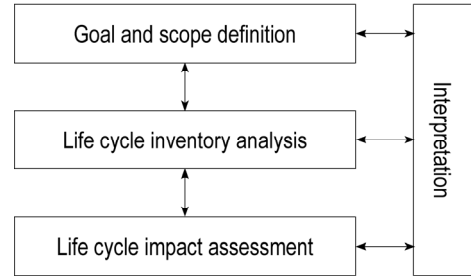 Goal and scope definition
Life cycle inventory analysis
Life cycle impact assessment
Interpretation